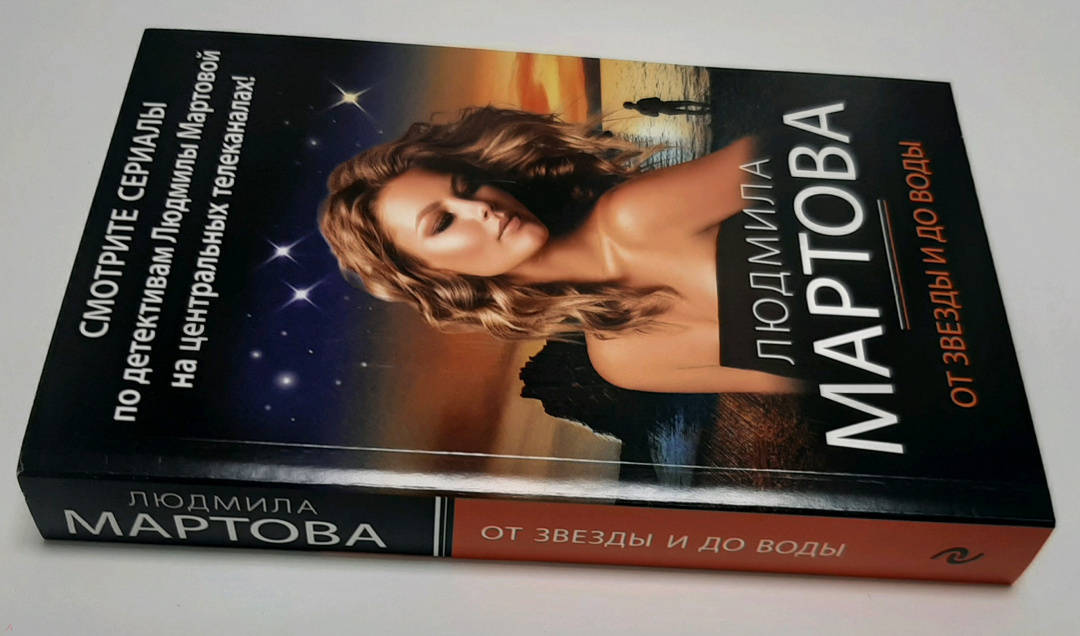 СМОТРИТЕ СЕРИАЛЫ
по детективам Людмилы Мартовой
на центральных телеканалах!
ЛЮДМИЛА
МАРТОВА
ОТ ЗВЕЗДЫ И ДО ВОДЫ
ЛЮДМИЛА
МАРТОВА
ОТ ЗВЕЗДЫ И ДО ВОДЫ